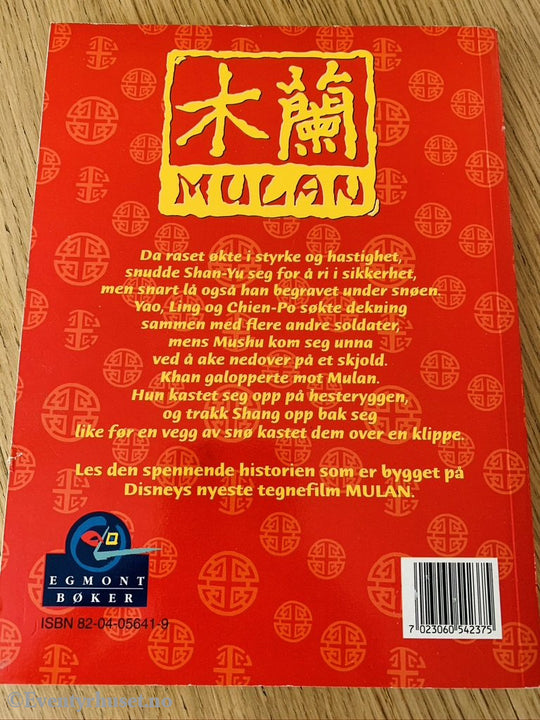 木蘭
MULAN
Da raset økte i styrke og hastighet,
snudde Shan-Yu seg for å ri i sikkerhet,
men snart lå også han begravet under snøen.
Yao, Ling og Chien-Po søkte dekning
sammen med flere andre soldater,
mens Mushu kom seg unna
ved å ake nedover på et skjold.
Khan galopperte mot Mulan.
Hun kastet seg opp på hesteryggen,
og trakk Shang opp bak seg
like før en vegg av snø kastet dem over en klippe.
Les den spennende historien som er bygget på
Disneys nyeste tegnefilm MULAN.
EGMONT
BØKER
ISBN 82-04-05641-9
7 023060 542375
© Eventyrhuset.no